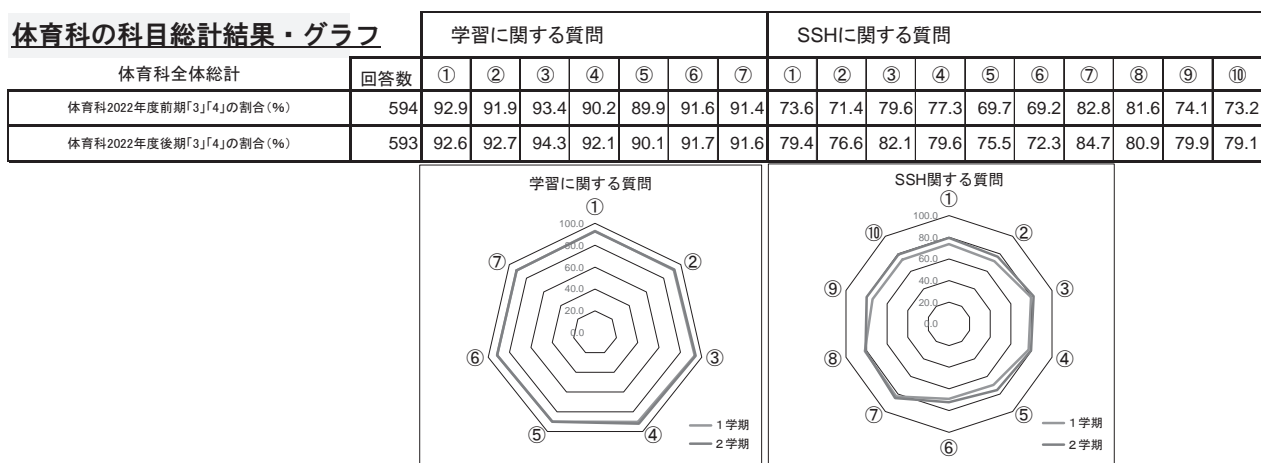 体育科の科目総計結果・グラフ 学習に関する質問 SSHに関する質問
体育科全体総計 回答数 ① ② ③ ④ ⑤ ⑥ ⑦ ① ② ③ ④ ⑤ ⑥ ⑦ ⑧ ⑨ ⑩
体育科2022年度前期｢3｣｢4｣の割合(%) 594 92.9 91.9 93.4 90.2 89.9 91.6 91.4 73.6 71.4 79.6 77.3 69.7 69.2 82.8 81.6 74.1 73.2
体育科2022年度後期｢3｣｢4｣の割合(%) 593 92.6 92.7 94.3 92.1 90.1 91.7 91.6 79.4 76.6 82.1 79.6 75.5 72.3 84.7 80.9 79.9 79.1
学習に関する質問
①
100.0
80.0
60.0
40.0
20.0
0.0
②
③
④
⑤
⑥
⑦
1学期
2学期
SSH関する質問
①
100.0
80.0
60.0
40.0
20.0
0.0
②
③
④
⑤
⑥
⑦
⑧
⑨
⑩
1学期
2学期